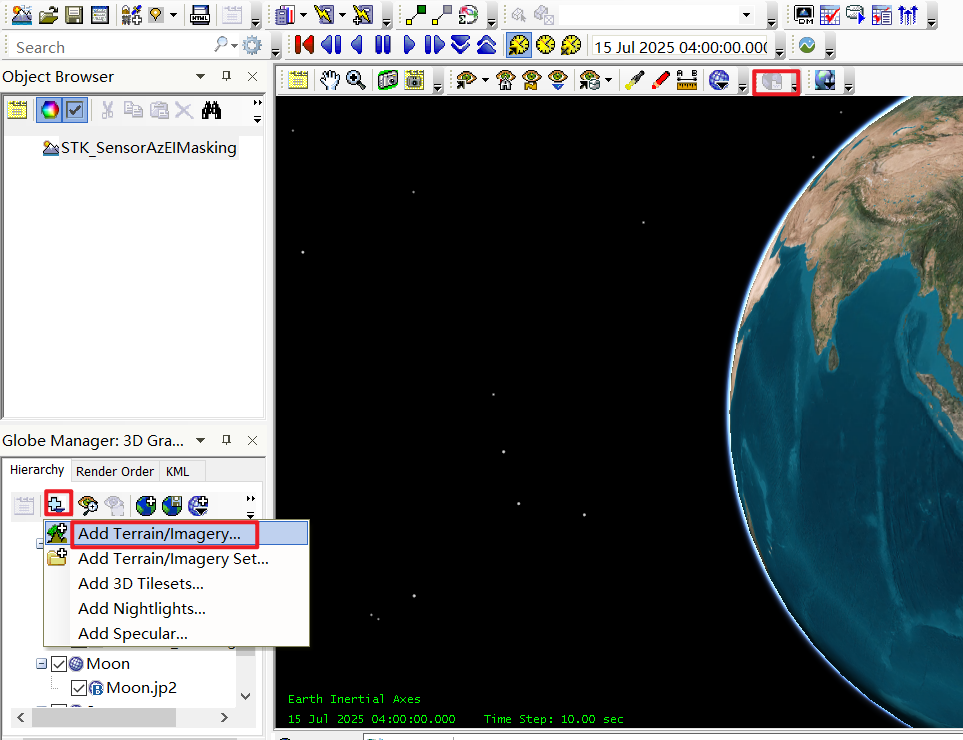 DM
HTML
Search
15 Jul 2025 04:00:00.000
Object Browser
A B
STK_SensorAzElMasking
Globe Manager: 3D Gra...
Hierarchy
Render Order
KML
Add Terrain/Imagery...
Add Terrain/Imagery Set...
Add 3D Tilesets...
Add Nightlights...
Add Specular...
Moon
Moon.jp2
Earth Inertial Axes
15 Jul 2025 04:00:00.000 Time Step: 10.00 sec